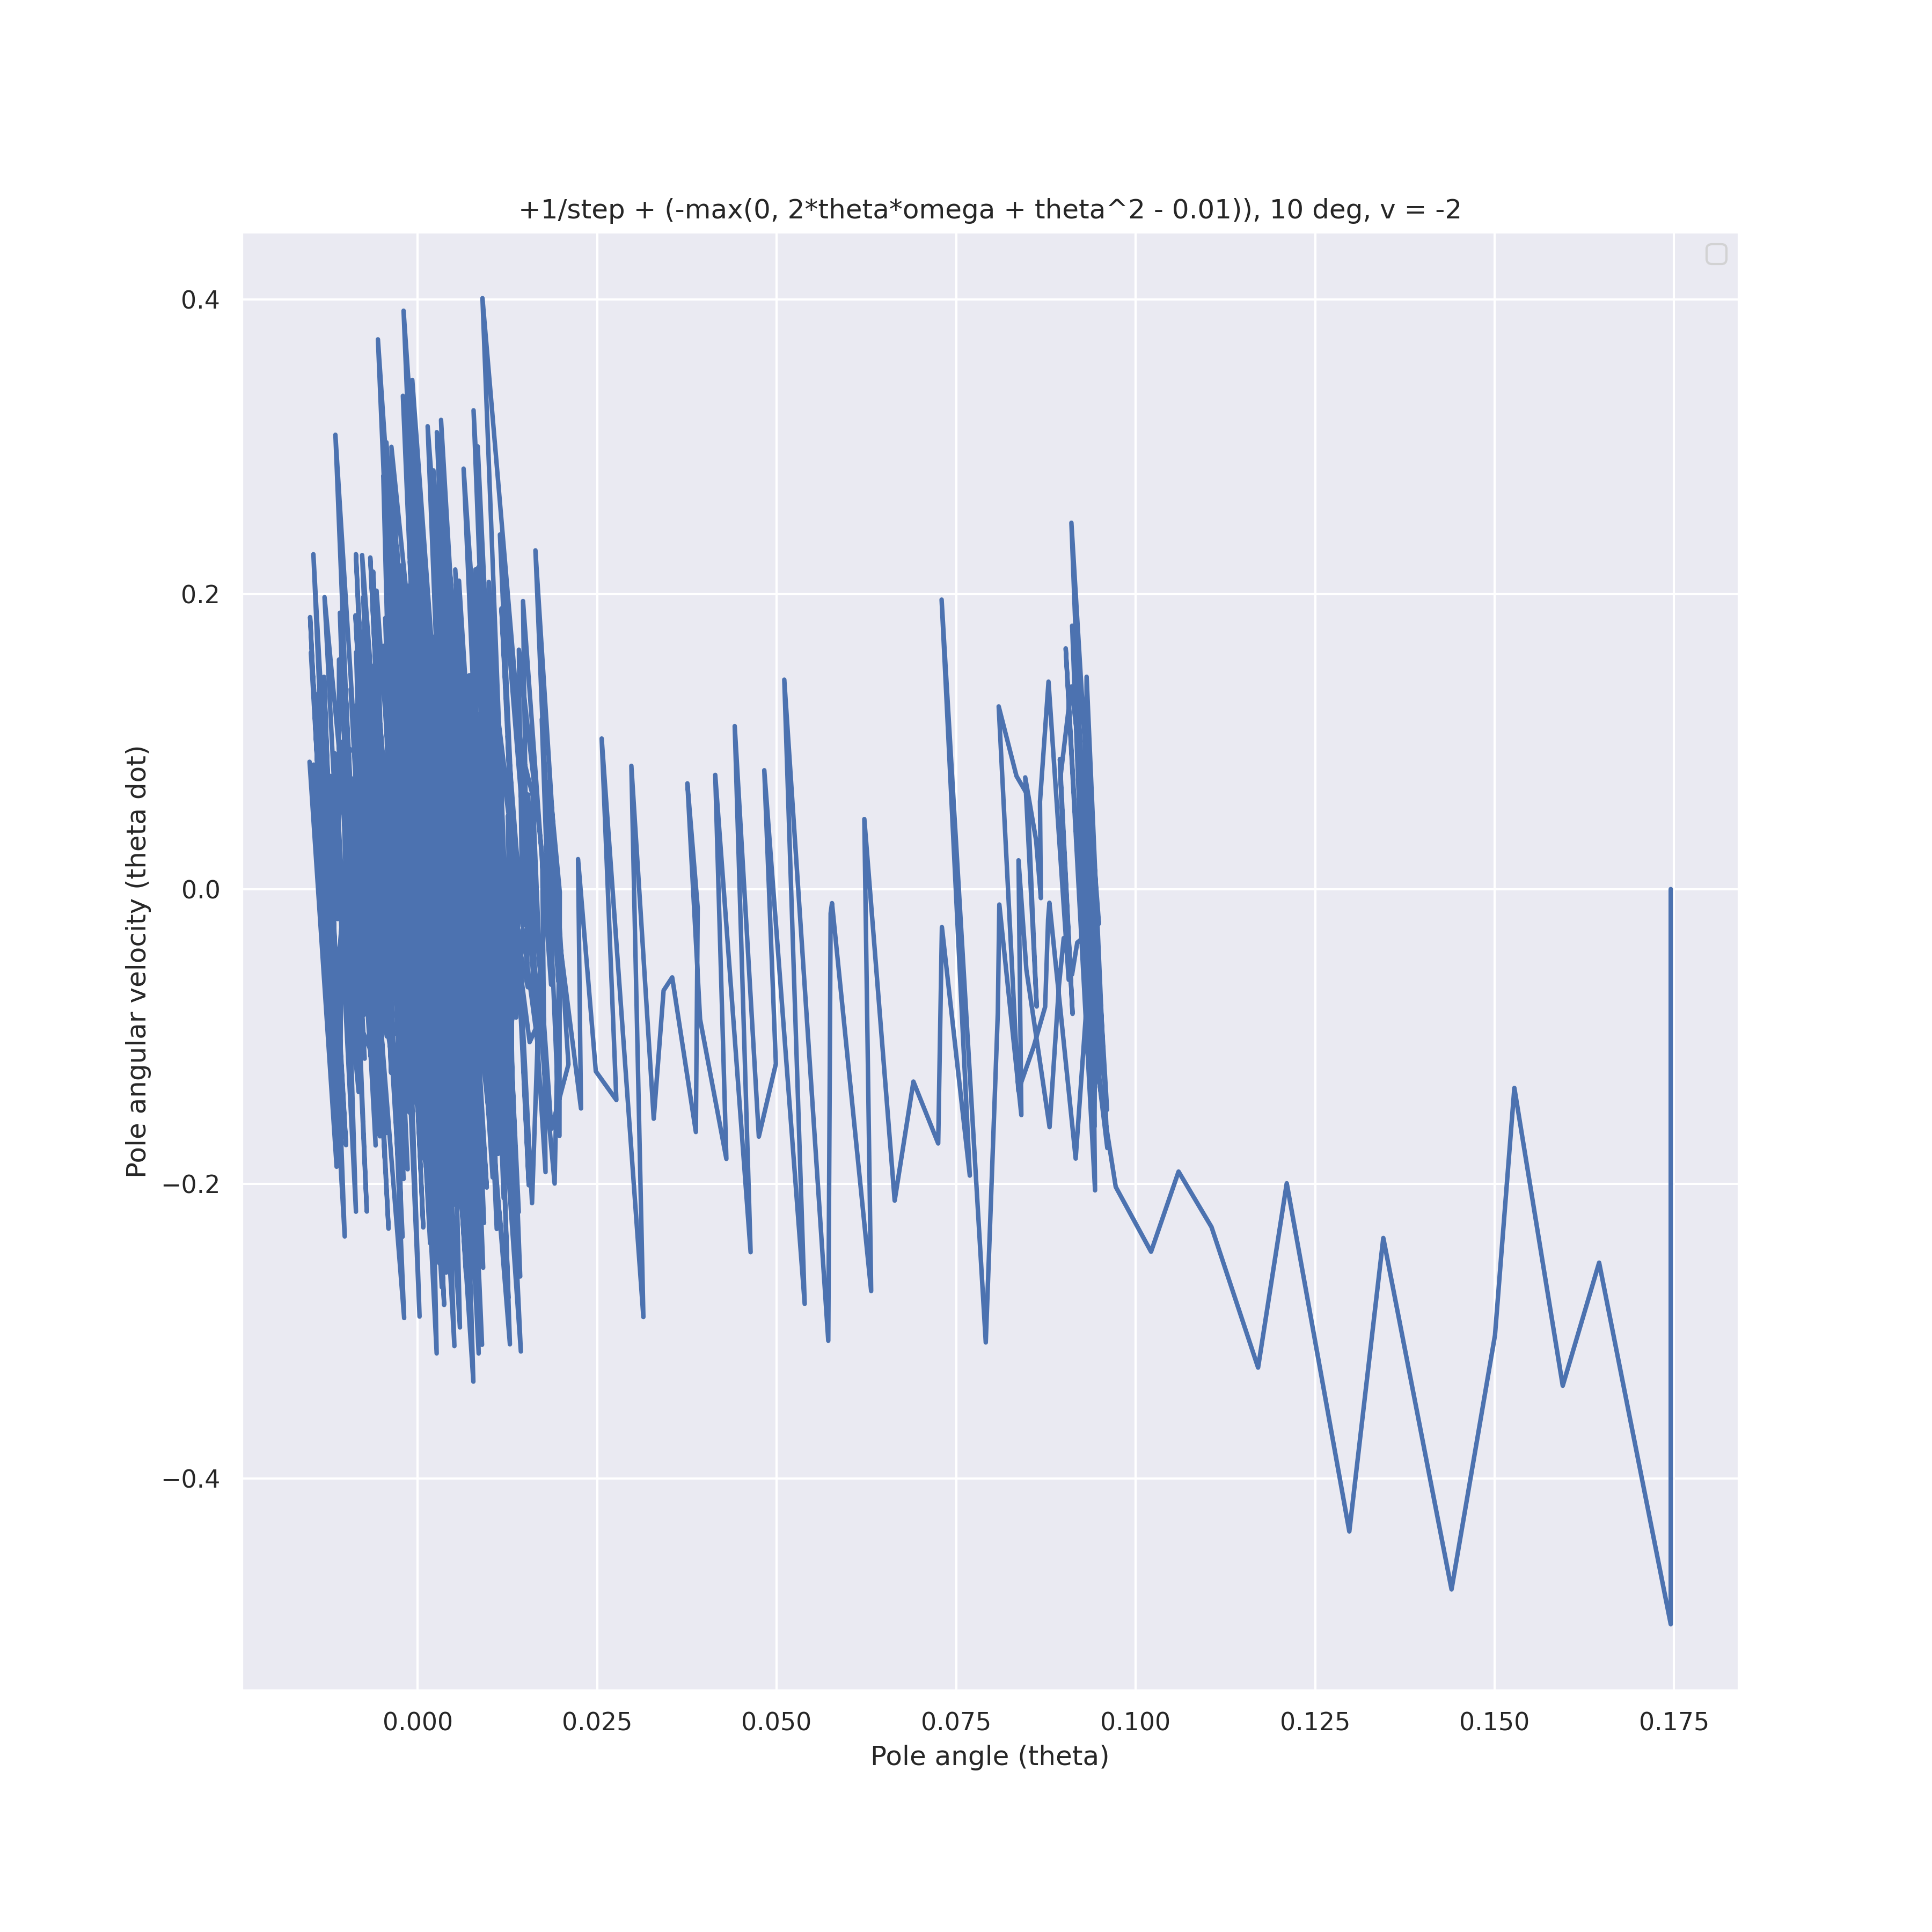 +1/step + (-max(0, 2*theta*omega + theta^2 - 0.01)), 10 deg, v = -2
0.4
0.2
0.0
−0.2
−0.4
Pole angular velocity (theta dot)
0.000 0.025 0.050 0.075 0.100 0.125 0.150 0.175
Pole angle (theta)